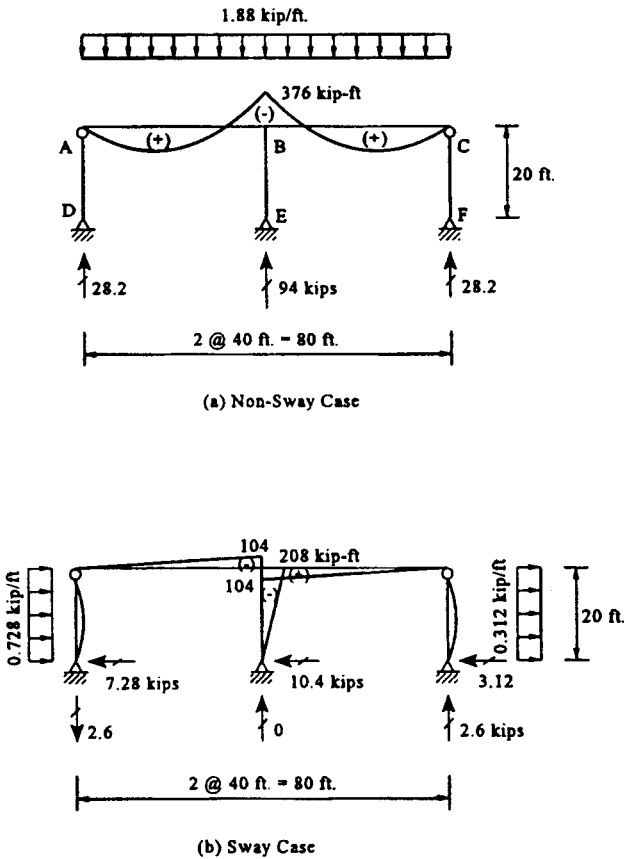 1.88 kip/ft.
376 kip-ft
(-)
(+)
(+)
A
B
C
20 ft.
D
E
F
28.2
94 kips
28.2
2 @ 40 ft. = 80 ft.
(a) Non-Sway Case
104
208 kip-ft
(-)
(+)
104
(-)
0.728 kip/ft
0.312 kip/ft
20 ft.
7.28 kips
10.4 kips
3.12
2.6
0
2.6 kips
2 @ 40 ft. = 80 ft.
(b) Sway Case